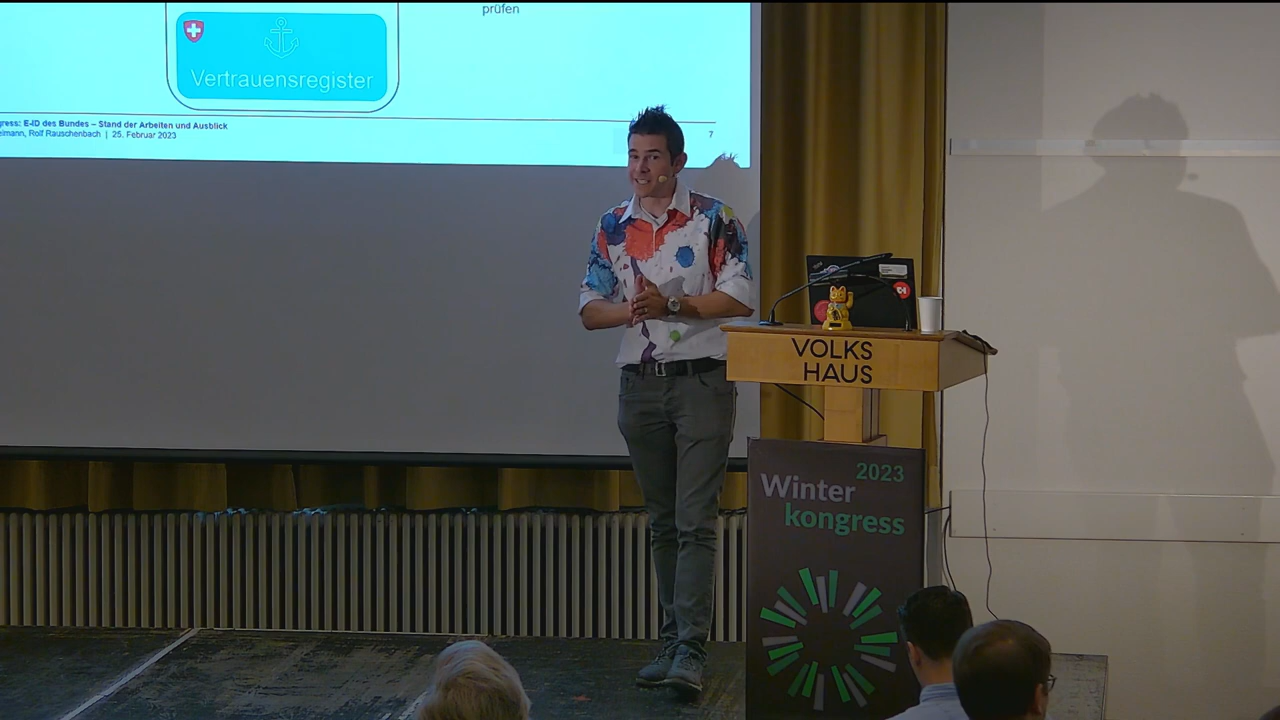 prüfen
Vertrauensregister
gress: E-ID des Bundes – Stand der Arbeiten und Ausblick
elmann, Rolf Rauschenbach | 25. Februar 2023
7
VOLKS
HAUS
2023
Winter
kongress